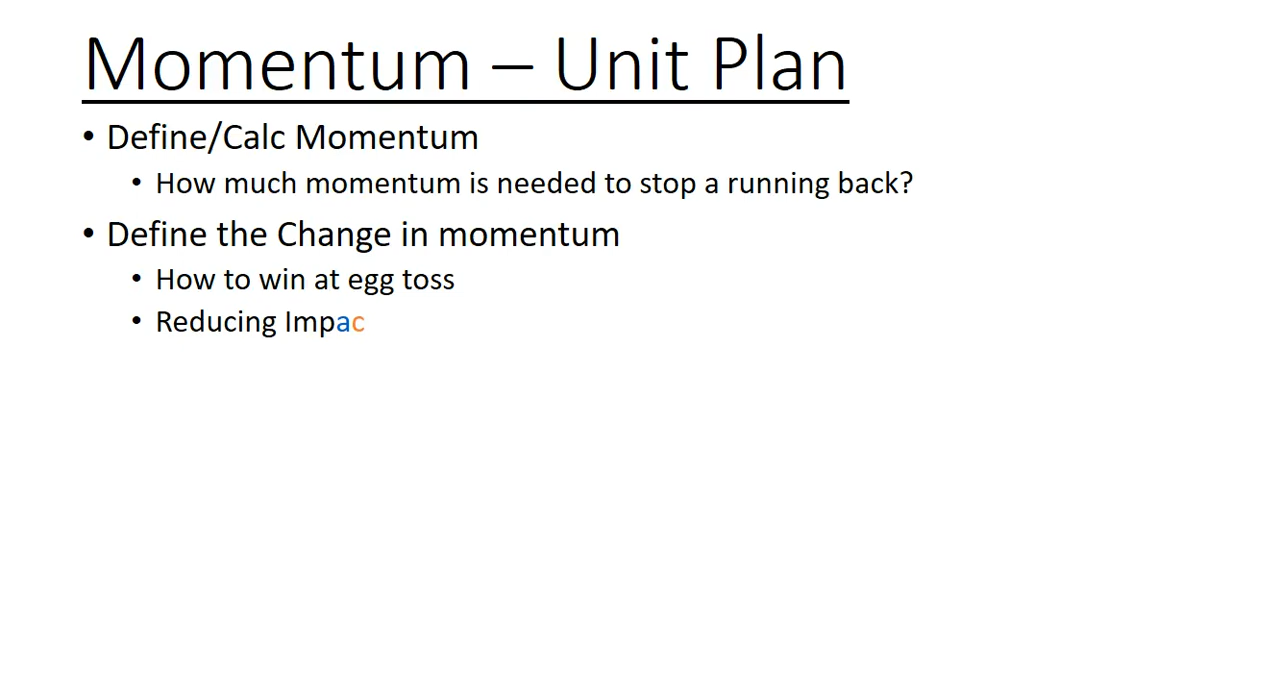 Momentum – Unit Plan
• Define/Calc Momentum
• How much momentum is needed to stop a running back?
• Define the Change in momentum
• How to win at egg toss
• Reducing Impac